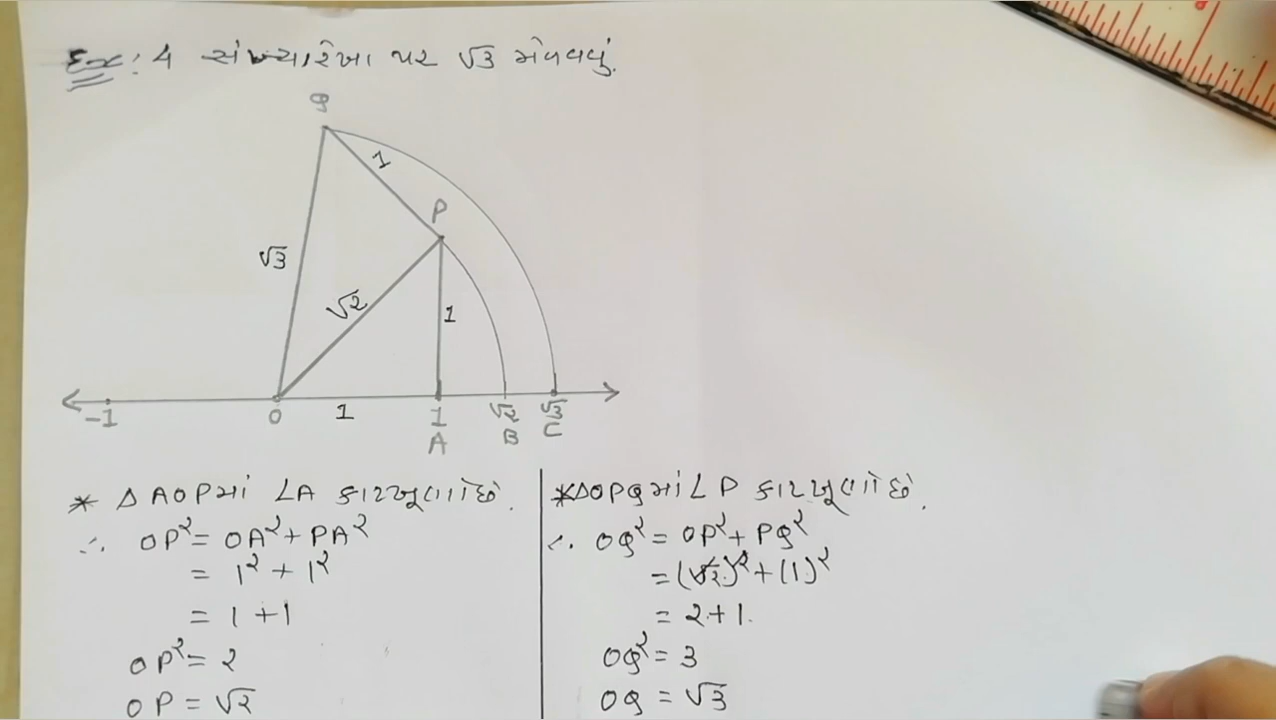 Ex: 4 સંખ્યારેખા પર √3 મેળવવું.
Q
1
P
√3
√2
1
-1 0 1 1 √2 √3
A B C
* Δ AOPમાં ∠A કાટખૂણો છે.
∴ OP² = OA² + PA²
= 1² + 1²
= 1 + 1
OP² = 2
OP = √2
* ΔOPQમાં ∠P કાટખૂણો છે.
∴ OQ² = OP² + PQ²
= (√2)² + (1)²
= 2 + 1.
OQ² = 3
OQ = √3